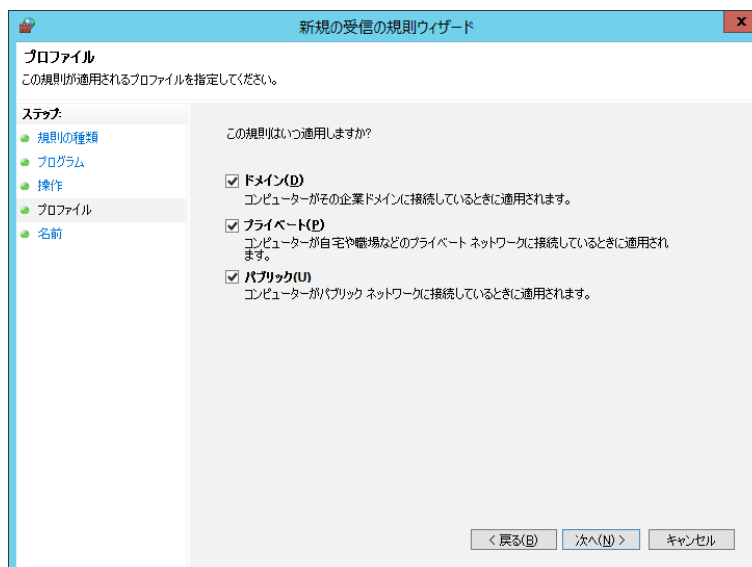 新規の受信の規則ウィザード
x
プロファイル
この規則が適用されるプロファイルを指定してください。
ステップ:
規則の種類
プログラム
操作
プロファイル
名前
この規則はいつ適用しますか?
ドメイン(D)
コンピューターがその企業ドメインに接続しているときに適用されます。
プライベート(P)
コンピューターが自宅や職場などのプライベート ネットワークに接続しているときに適用され
ます。
パブリック(U)
コンピューターがパブリック ネットワークに接続しているときに適用されます。
< 戻る(B)
次へ(N) >
キャンセル